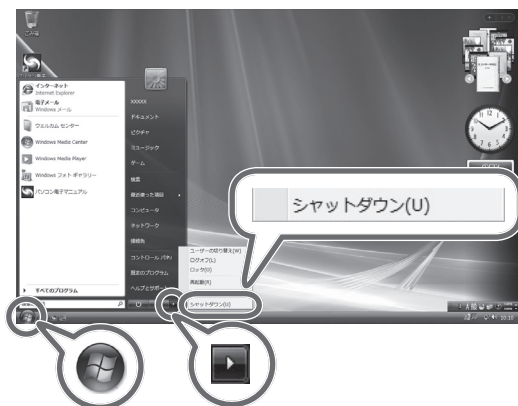 ごみ箱
インターネット
Internet Explorer
電子メール
Windows メール
ウェルカム センター
Windows Media Center
Windows Media Player
Windows フォト ギャラリー
パソコン電子マニュアル
すべてのプログラム
XXXXX
ドキュメント
ピクチャ
ミュージック
ゲーム
検索
最近使った項目
コンピュータ
ネットワーク
接続先
コントロール パネル
既定のプログラム
ヘルプとサポート
ユーザーの切り替え(W)
ログオフ(L)
ロック(O)
再起動(R)
シャットダウン(U)
シャットダウン(U)
10:10